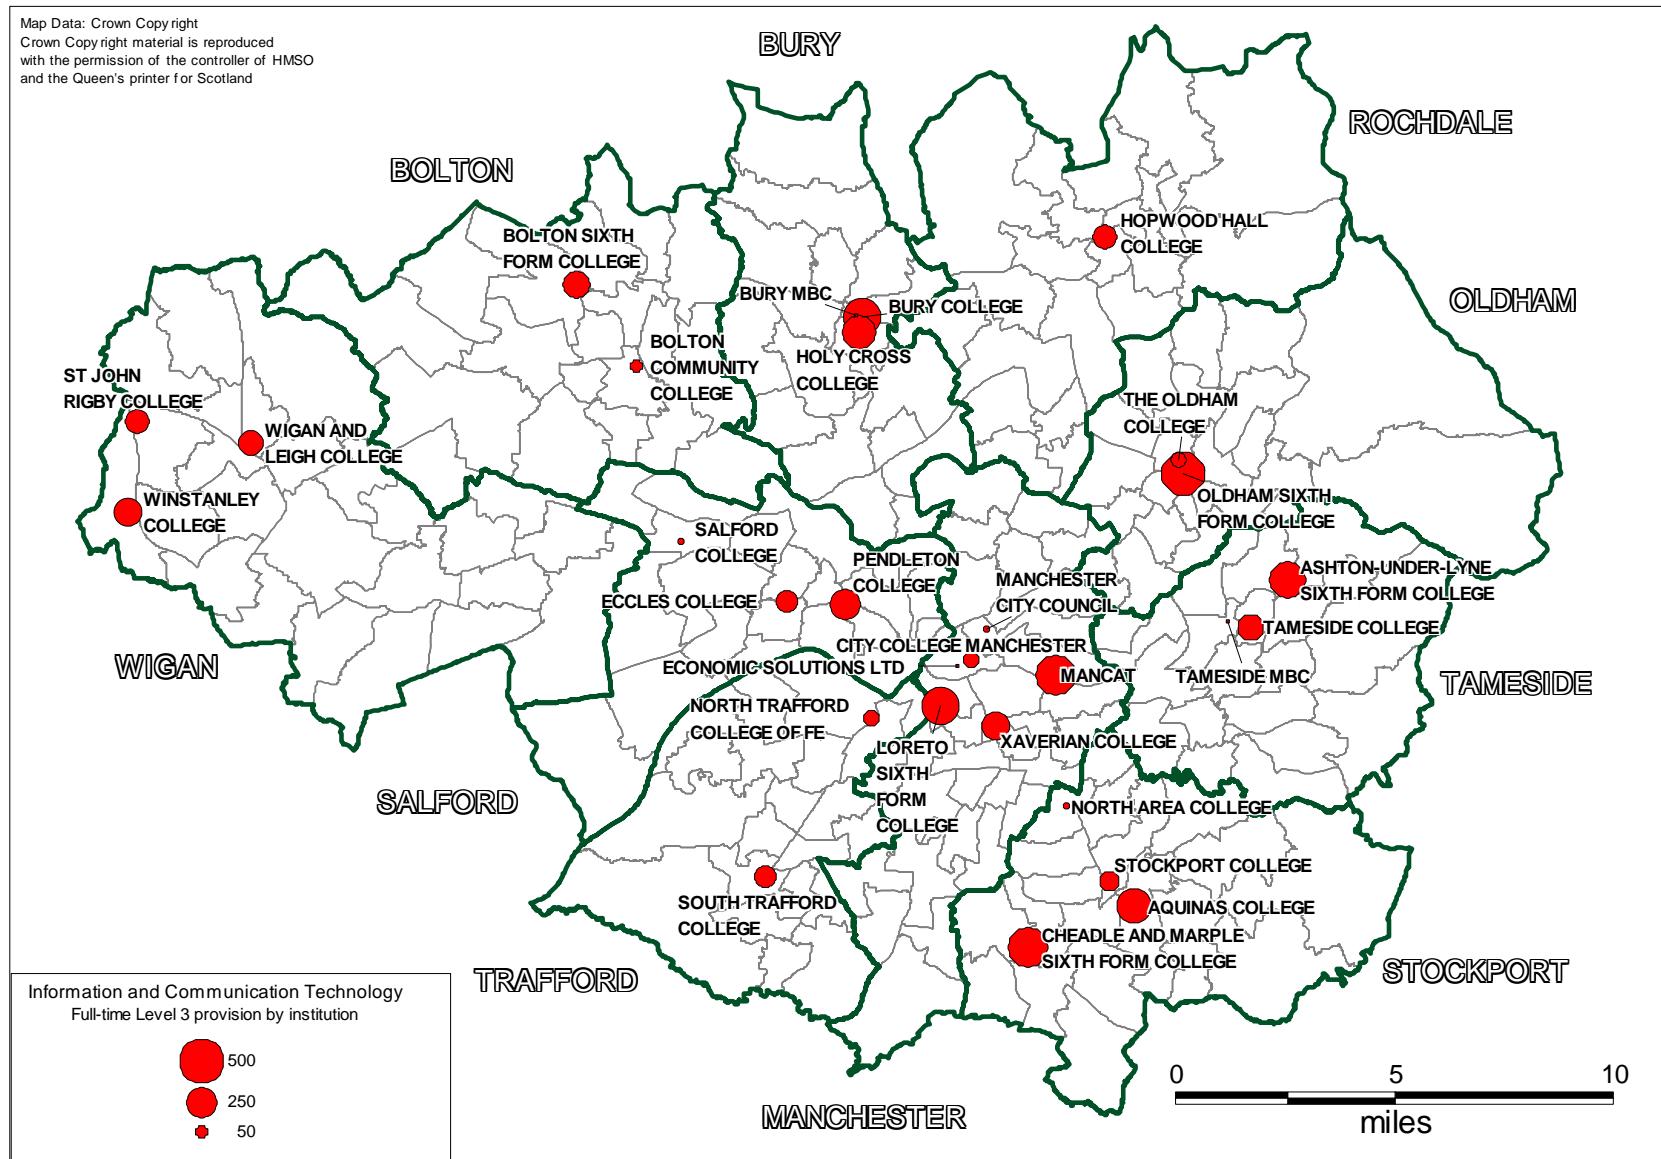 Map Data: Crown Copyright
Crown Copyright material is reproduced
with the permission of the controller of HMSO
and the Queen's printer for Scotland
BURY
ROCHDALE
BOLTON
HOPWOOD HALL
COLLEGE
BOLTON SIXTH
FORM COLLEGE
BURY MBC
BURY COLLEGE
OLDHAM
BOLTON
COMMUNITY
COLLEGE
HOLY CROSS
COLLEGE
ST JOHN
RIGBY COLLEGE
THE OLDHAM
COLLEGE
WIGAN AND
LEIGH COLLEGE
WINSTANLEY
COLLEGE
OLDHAM SIXTH
FORM COLLEGE
SALFORD
COLLEGE
PENDLETON
COLLEGE
MANCHESTER
CITY COUNCIL
ASHTON-UNDER-LYNE
SIXTH FORM COLLEGE
ECCLES COLLEGE
TAMESIDE COLLEGE
CITY COLLEGE MANCHESTER
ECONOMIC SOLUTIONS LTD
WIGAN
MANCAT
TAMESIDE MBC
TAMESIDE
NORTH TRAFFORD
COLLEGE OF FE
LORETO
SIXTH
FORM
COLLEGE
XAVERIAN COLLEGE
SALFORD
NORTH AREA COLLEGE
STOCKPORT COLLEGE
SOUTH TRAFFORD
COLLEGE
AQUINAS COLLEGE
CHEADLE AND MARPLE
SIXTH FORM COLLEGE
TRAFFORD
STOCKPORT
Information and Communication Technology
Full-time Level 3 provision by institution
500
250
50
MANCHESTER
0 5 10
miles